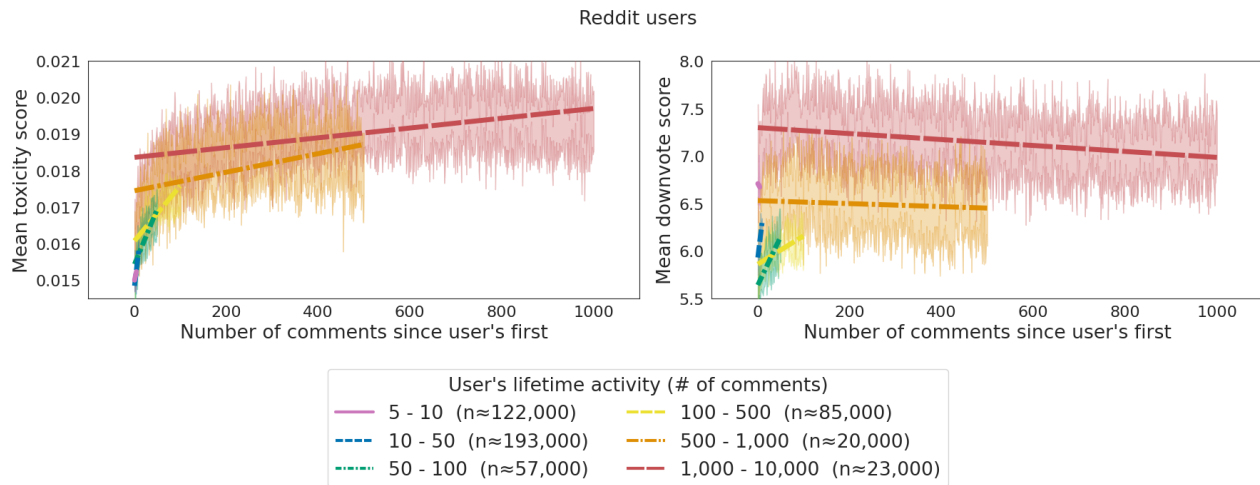 Reddit users
Mean toxicity score
0.021
0.020
0.019
0.018
0.017
0.016
0.015
0 200 400 600 800 1000
Number of comments since user's first
Mean downvote score
8.0
7.5
7.0
6.5
6.0
5.5
0 200 400 600 800 1000
Number of comments since user's first
User's lifetime activity (# of comments)
5 - 10 (n≈122,000)
10 - 50 (n≈193,000)
50 - 100 (n≈57,000)
100 - 500 (n≈85,000)
500 - 1,000 (n≈20,000)
1,000 - 10,000 (n≈23,000)